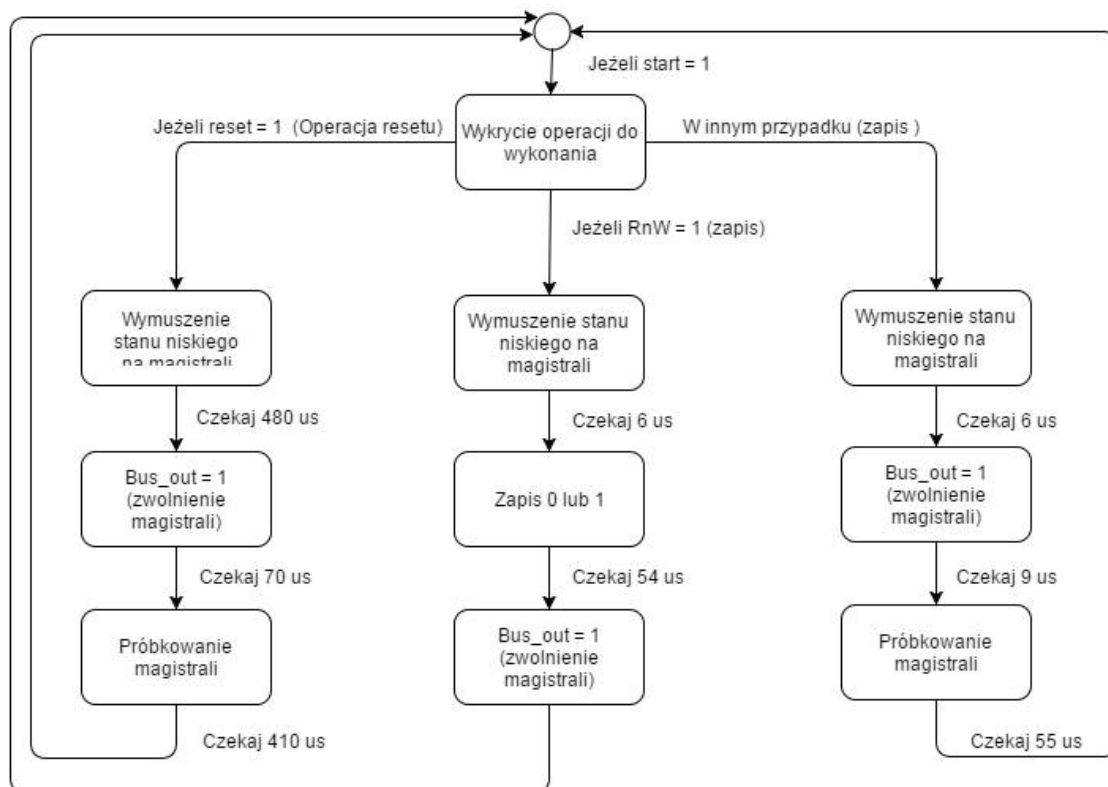 Jeżeli start = 1
Jeżeli reset = 1 (Operacja resetu)
Wykrycie operacji do
wykonania
W innym przypadku (zapis )
Jeżeli RnW = 1 (zapis)
Wymuszenie
stanu niskiego
na magistrali
Czekaj 480 us
Bus_out = 1
(zwolnienie
magistrali)
Czekaj 70 us
Próbkowanie
magistrali
Czekaj 410 us
Wymuszenie stanu
niskiego na
magistrali
Czekaj 6 us
Zapis 0 lub 1
Czekaj 54 us
Bus_out = 1
(zwolnienie
magistrali)
Wymuszenie stanu
niskiego na
magistrali
Czekaj 6 us
Bus_out = 1
(zwolnienie
magistrali)
Czekaj 9 us
Próbkowanie
magistrali
Czekaj 55 us